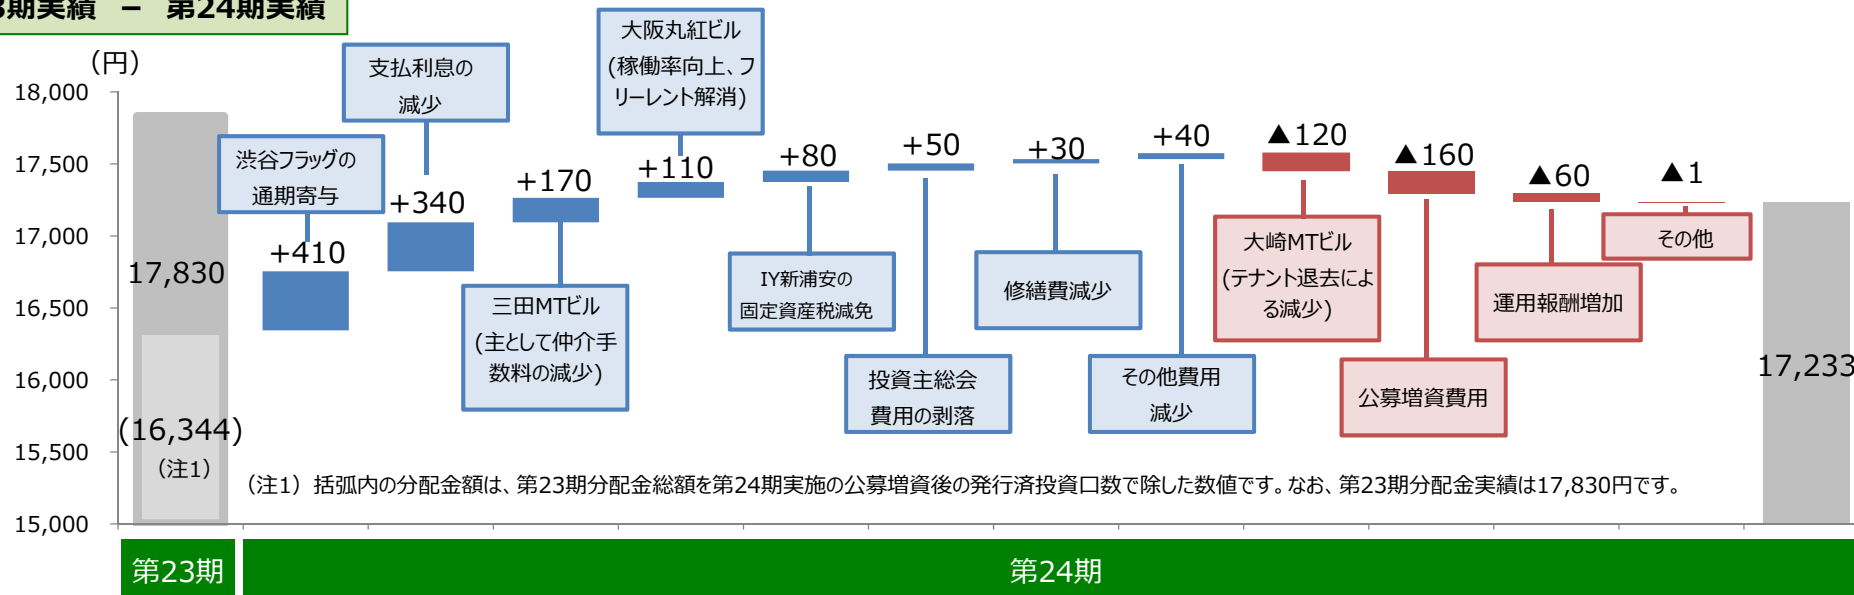 3期実績 － 第24期実績
（円）
18,000
17,500
17,000
16,500
16,000
15,500
15,000
17,830
(16,344)
（注1）
渋谷フラッグの
通期寄与
+410
支払利息の
減少
+340
+170
三田MTビル
(主として仲介手
数料の減少)
大阪丸紅ビル
(稼働率向上、フ
リーレント解消)
+110
+80
IY新浦安の
固定資産税減免
+50
投資主総会
費用の剥落
+30
修繕費減少
+40
その他費用
減少
▲120
大崎MTビル
(テナント退去によ
る減少)
▲160
公募増資費用
▲60
運用報酬増加
▲1
その他
17,233
（注1）括弧内の分配金額は、第23期分配金総額を第24期実施の公募増資後の発行済投資口数で除した数値です。なお、第23期分配金実績は17,830円です。
第23期
第24期